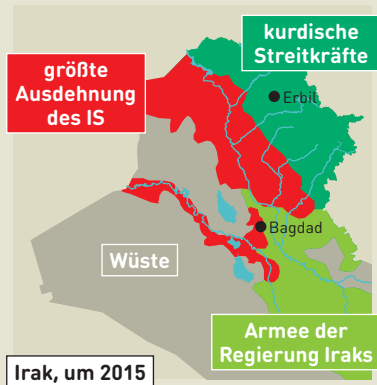 kurdische
Streitkräfte
größte
Ausdehnung
des IS
Erbil
Bagdad
Wüste
Armee der
Regierung Iraks
Irak, um 2015